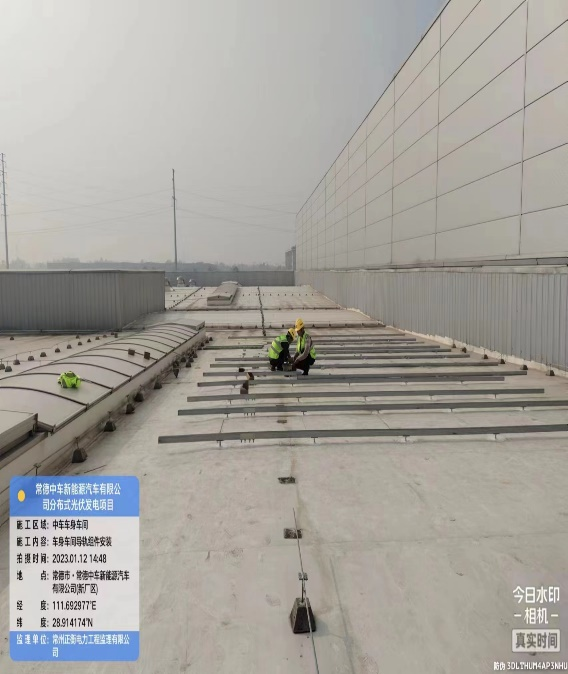 常德中车新能源汽车有限公
司分布式光伏发电项目
施工区域：中车车身车间
施工内容：车身车间导轨组件安装
拍摄时间：2023.01.12 14:48
地点：常德市·常德中车新能源汽车
有限公司(新厂区)
经度：111.692977°E
纬度：28.914174°N
监理单位：常州正衡电力工程监理有限公
司
今日水印
相机
真实时间
防伪 3DLTHUM4AP3NHU